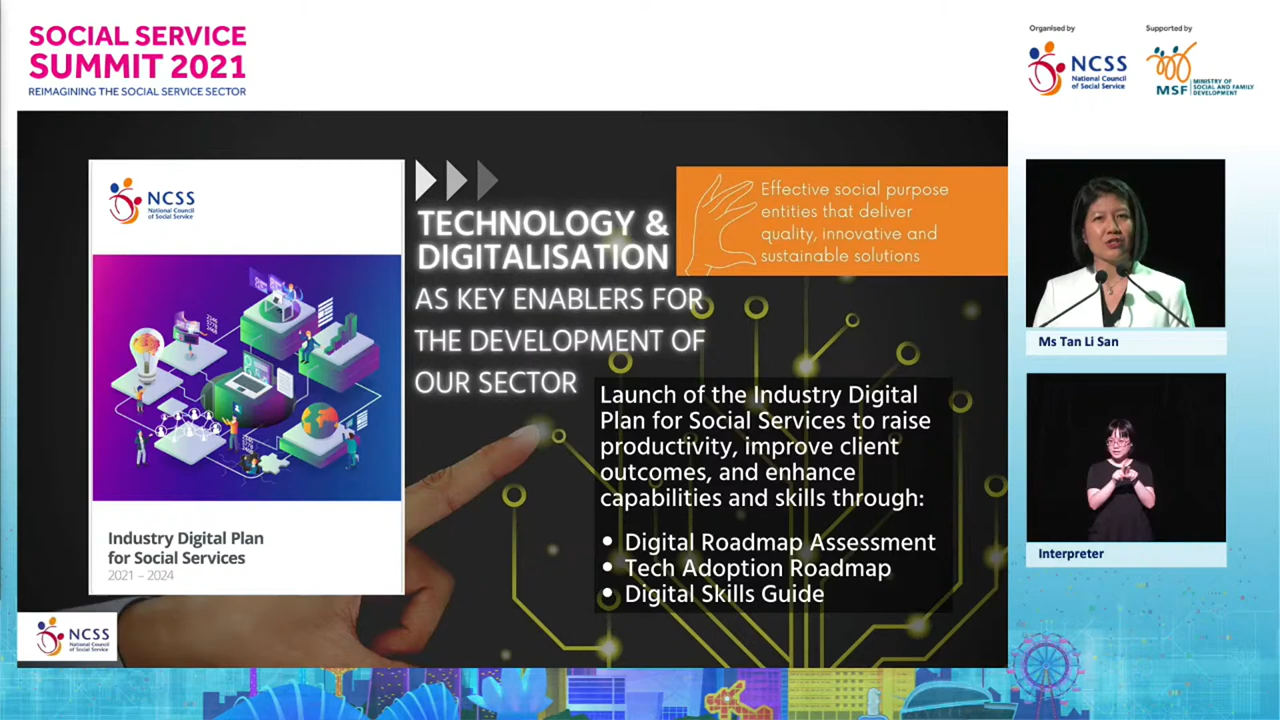 SOCIAL SERVICE
SUMMIT 2021
REIMAGINING THE SOCIAL SERVICE SECTOR
Organised by
NCSS
National Council
of Social Service
Supported by
MSF
MINISTRY OF
SOCIAL AND FAMILY
DEVELOPMENT
NCSS
National Council
of Social Service
Industry Digital Plan
for Social Services
2021 – 2024
TECHNOLOGY &
DIGITALISATION
AS KEY ENABLERS FOR
THE DEVELOPMENT OF
OUR SECTOR
Effective social purpose
entities that deliver
quality, innovative and
sustainable solutions
Launch of the Industry Digital
Plan for Social Services to raise
productivity, improve client
outcomes, and enhance
capabilities and skills through:
• Digital Roadmap Assessment
• Tech Adoption Roadmap
• Digital Skills Guide
Ms Tan Li San
Interpreter
NCSS
National Council
of Social Service